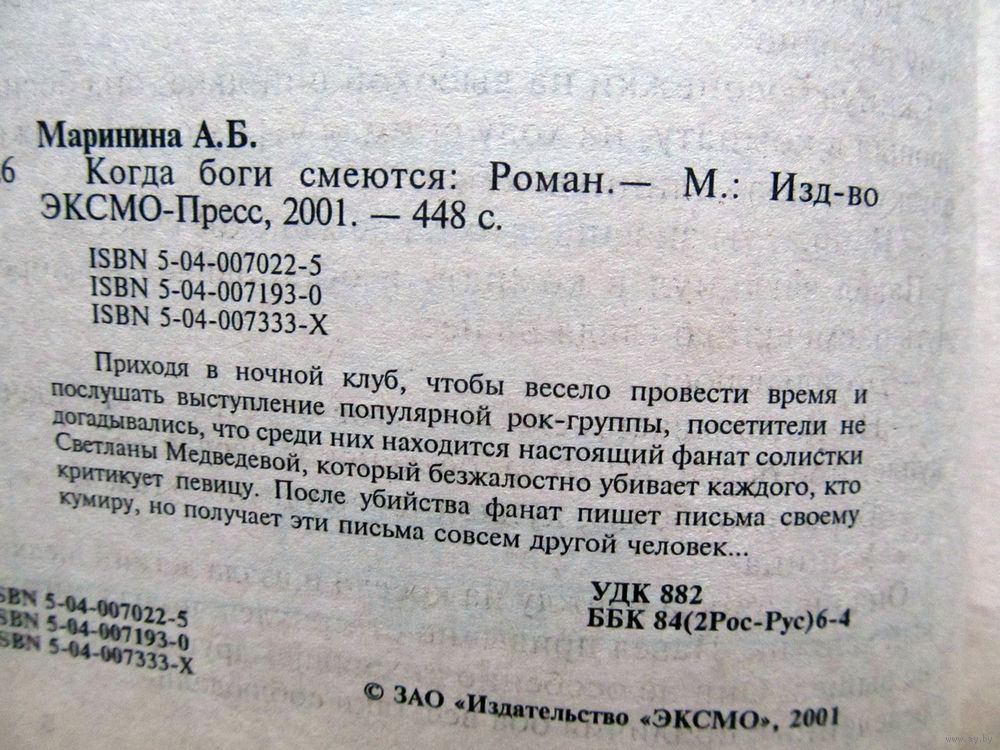 Маринина А.Б.
Когда боги смеются: Роман.— М.: Изд-во
ЭКСМО-Пресс, 2001. — 448 с.
ISBN 5-04-007022-5
ISBN 5-04-007193-0
ISBN 5-04-007333-X
Приходя в ночной клуб, чтобы весело провести время и
послушать выступление популярной рок-группы, посетители не
догадывались, что среди них находится настоящий фанат солистки
Светланы Медведевой, который безжалостно убивает каждого, кто
критикует певицу. После убийства фанат пишет письма своему
кумиру, но получает эти письма совсем другой человек...
УДК 882
ББК 84(2Рос-Рус)6-4
ISBN 5-04-007022-5
ISBN 5-04-007193-0
ISBN 5-04-007333-X
© ЗАО «Издательство «ЭКСМО», 2001